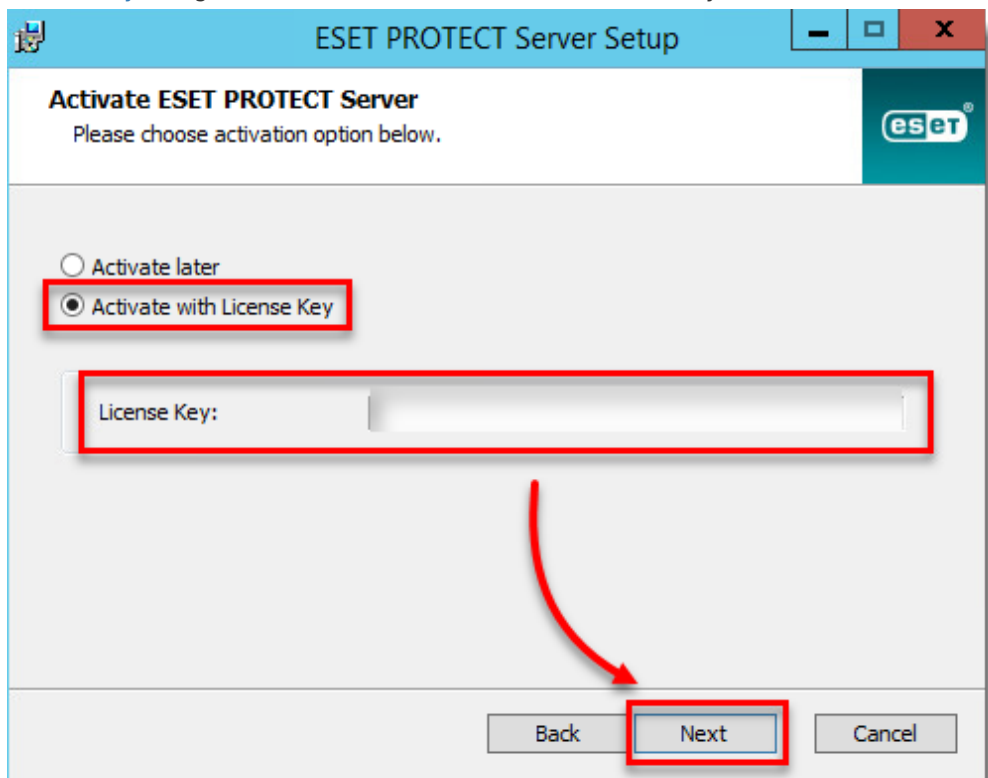 ESET PROTECT Server Setup
Activate ESET PROTECT Server
Please choose activation option below.
eset®
Activate later
Activate with License Key
License Key:
Back Next Cancel